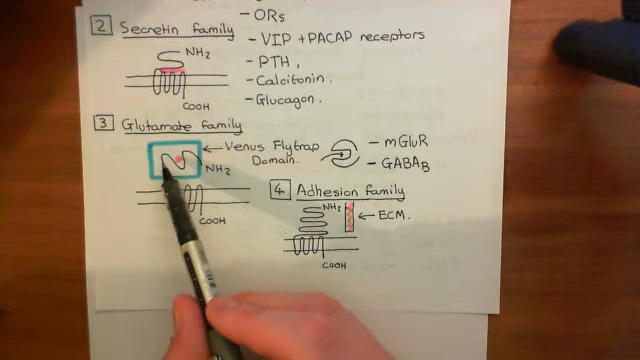 - ORs
2 Secretin family
- VIP + PACAP receptors
NH2
- PTH,
- Calcitonin.
- Glucagon.
COOH
3 Glutamate family
← Venus Flytrap Domain.
NH2
- mGluR
- GABAB
COOH
4 Adhesion family
NH2
← ECM.
COOH